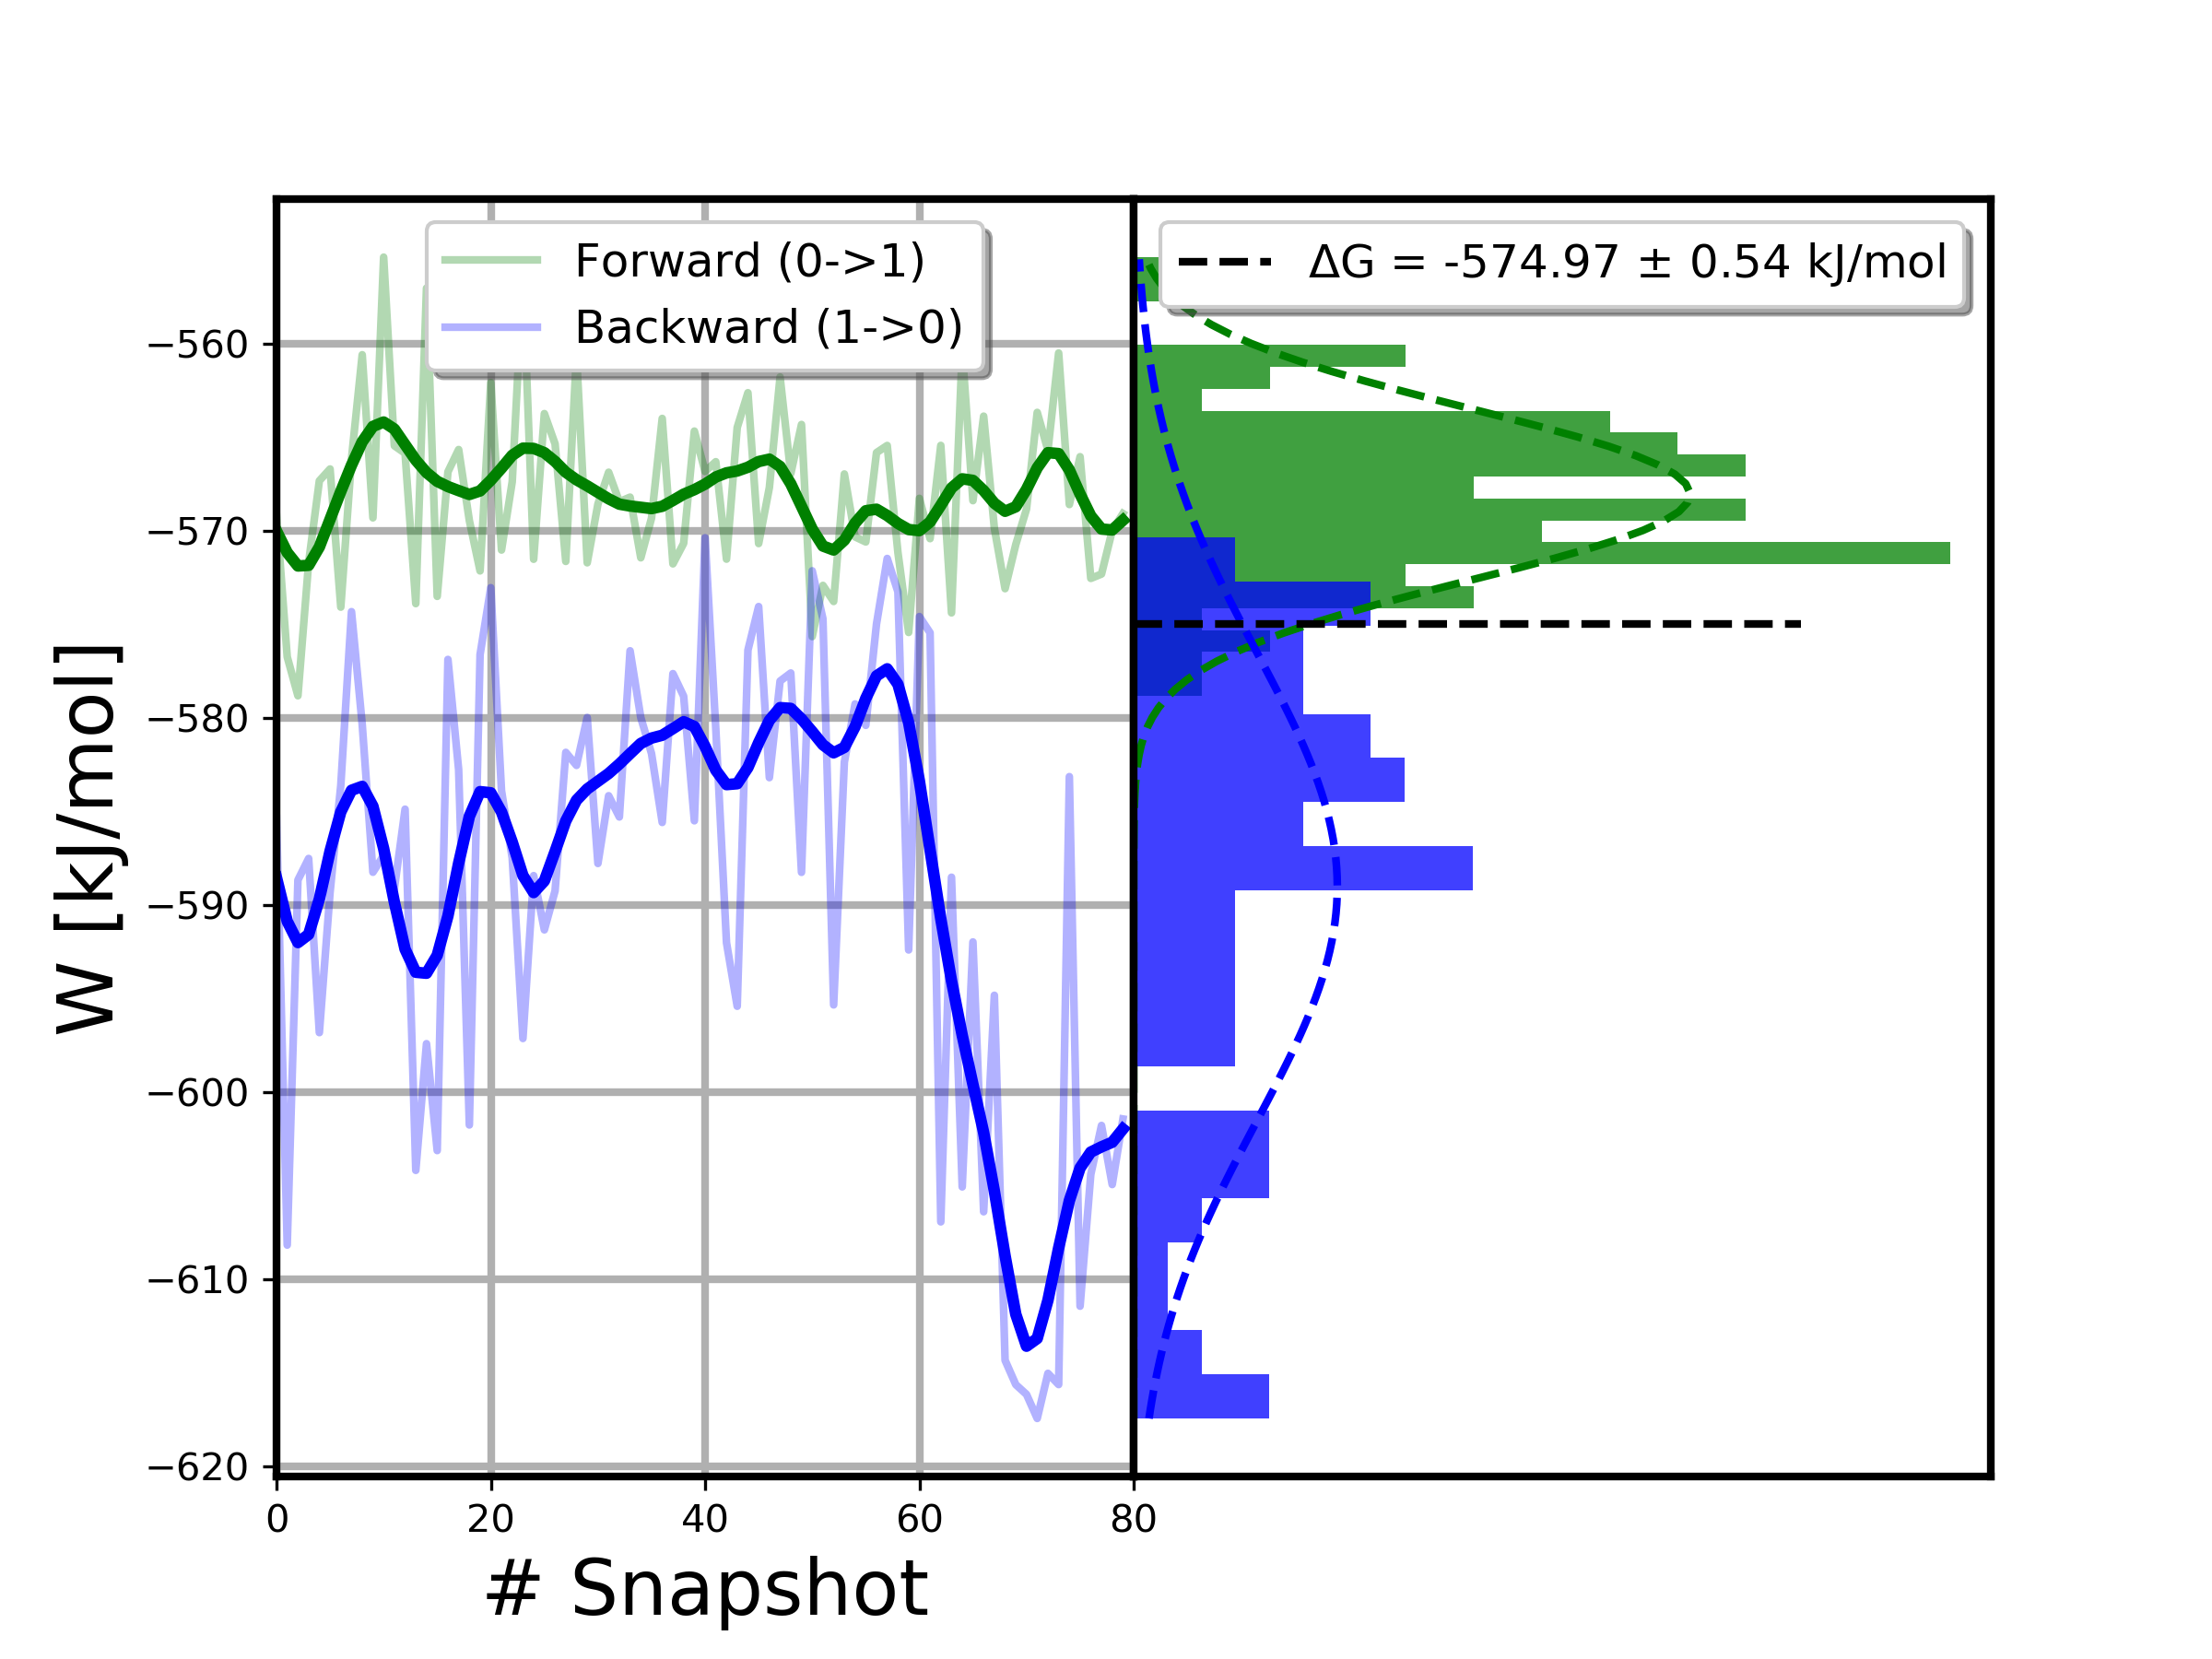 Forward (0->1)
Backward (1->0)
ΔG = -574.97 ± 0.54 kJ/mol
W [kJ/mol]
−560
−570
−580
−590
−600
−610
−620
0 20 40 60 80
# Snapshot